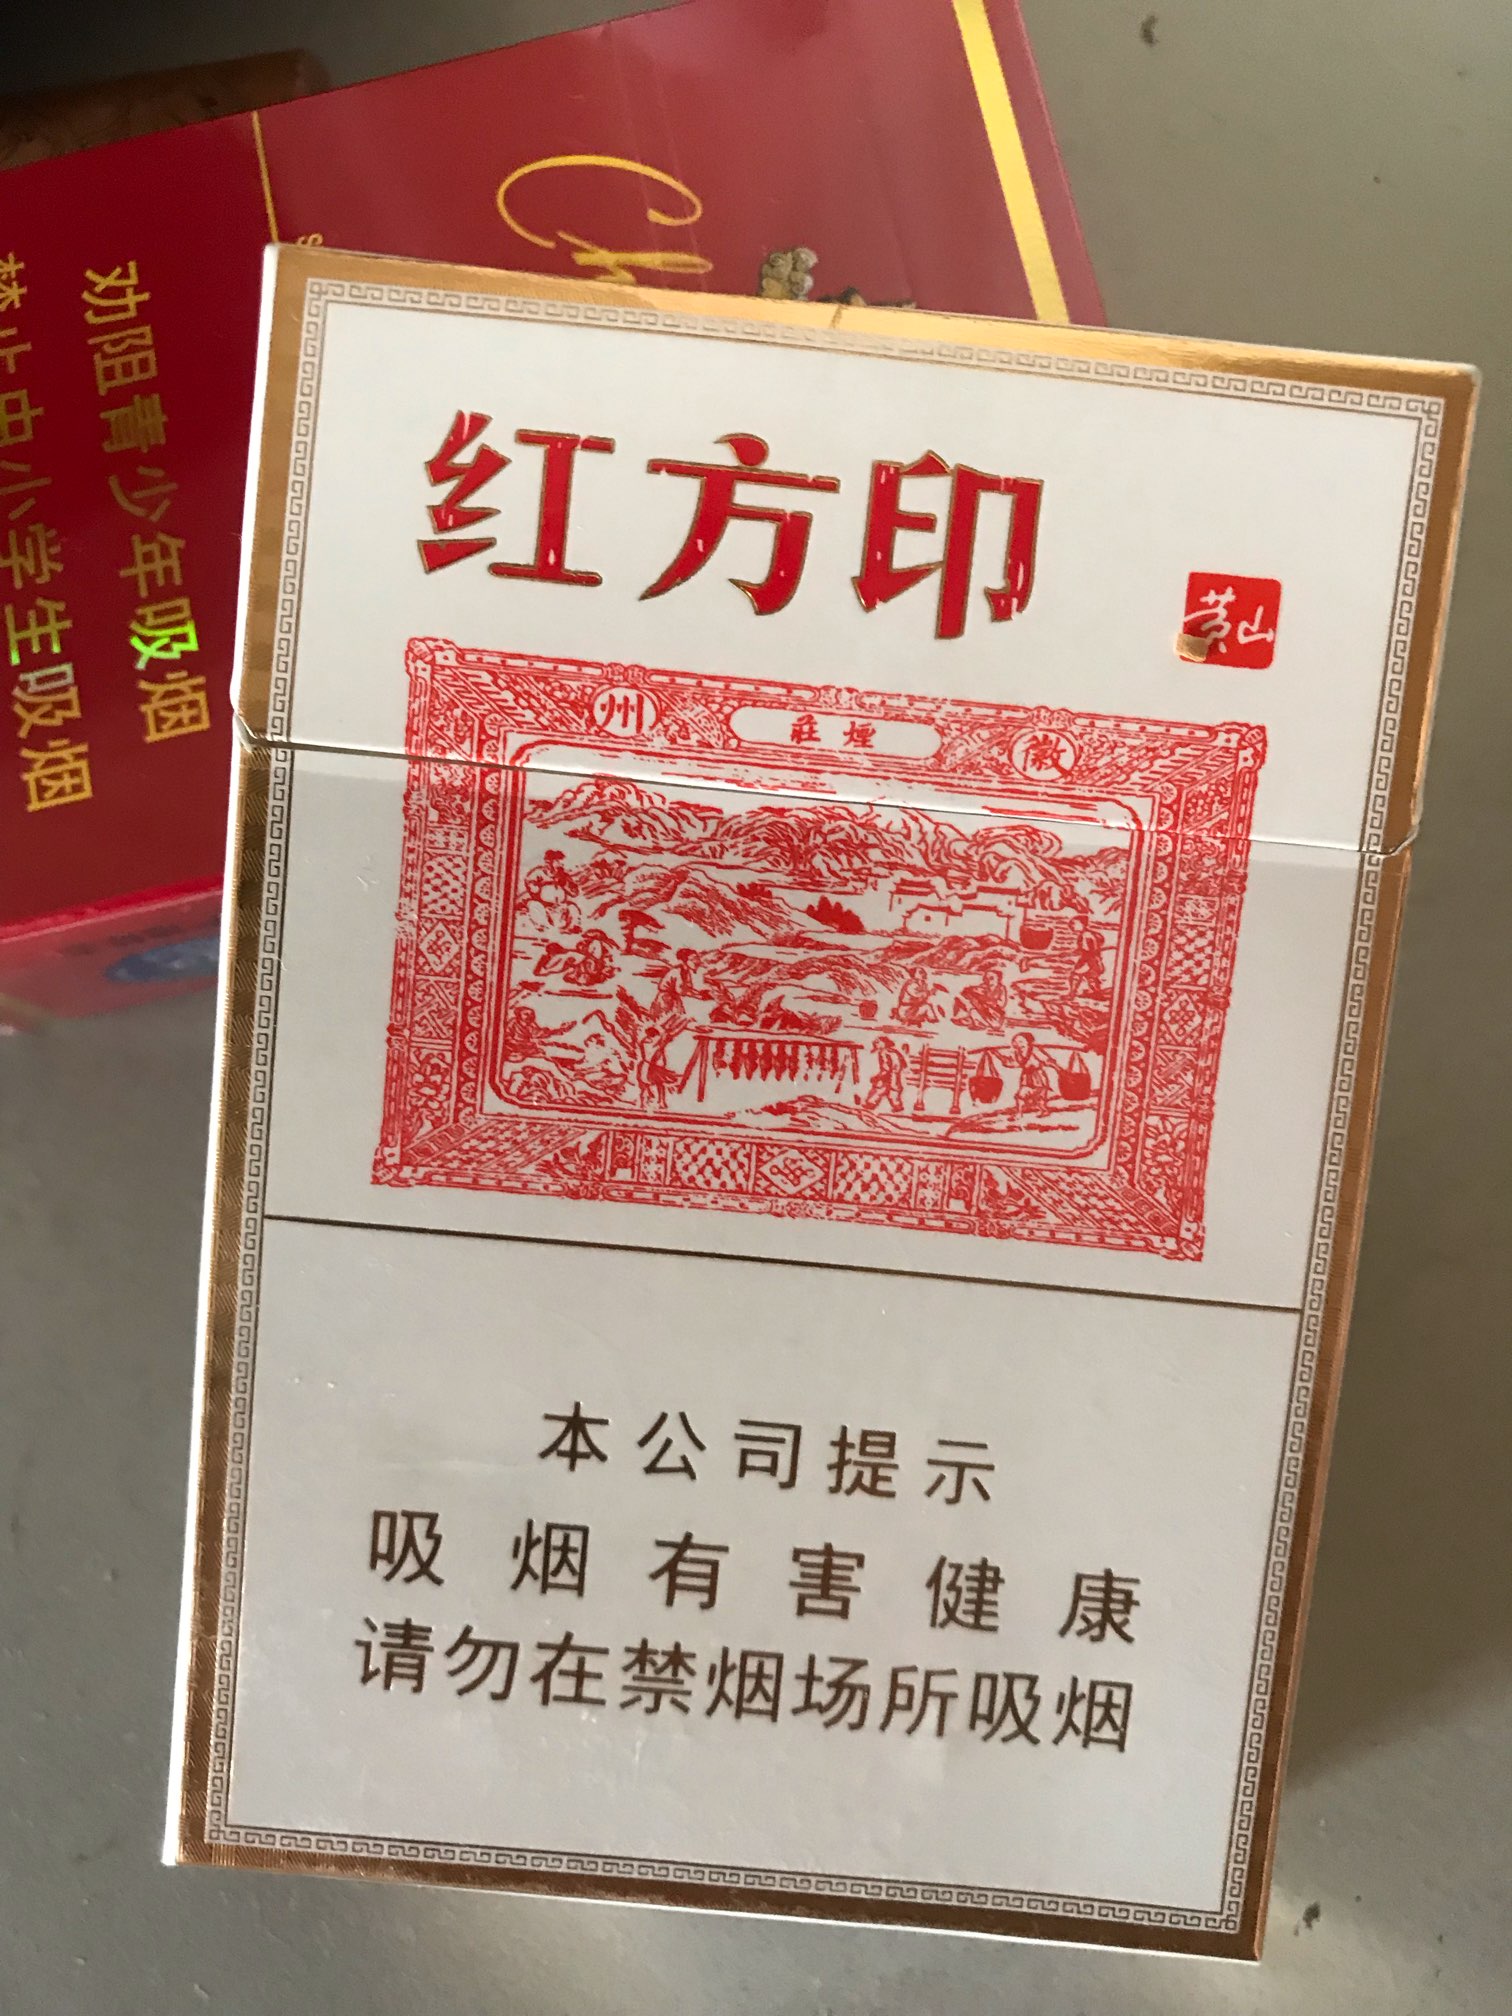 Ch
劝阻青少年吸烟
禁止中小学生吸烟
红方印
黄山
州 莊煙 徽
本公司提示
吸烟有害健康
请勿在禁烟场所吸烟